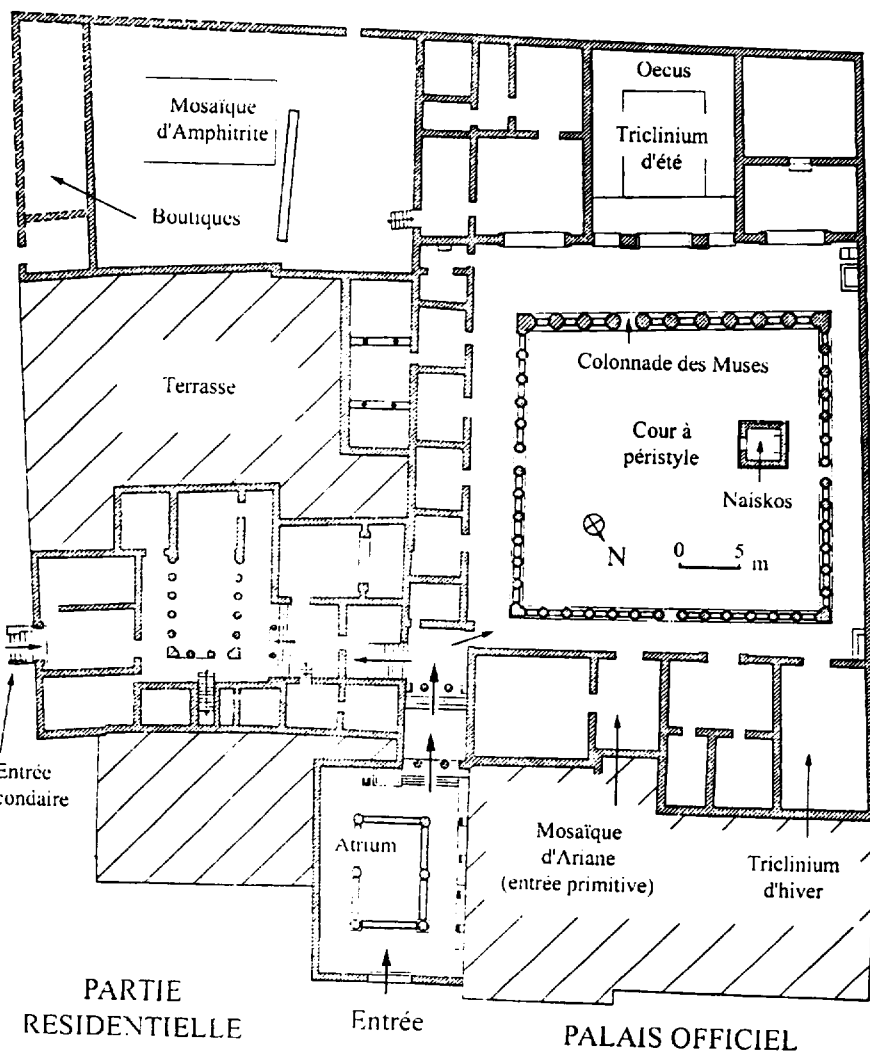 Oecus
Mosaïque
d'Amphitrite
Triclinium
d'été
Boutiques
Colonnade des Muses
Terrasse
Cour à
péristyle
Naiskos
N
0 5
m
Entrée
condaire
Atrium
Mosaïque
d'Ariane
(entrée primitive)
Triclinium
d'hiver
PARTIE
RESIDENTIELLE
Entrée
PALAIS OFFICIEL